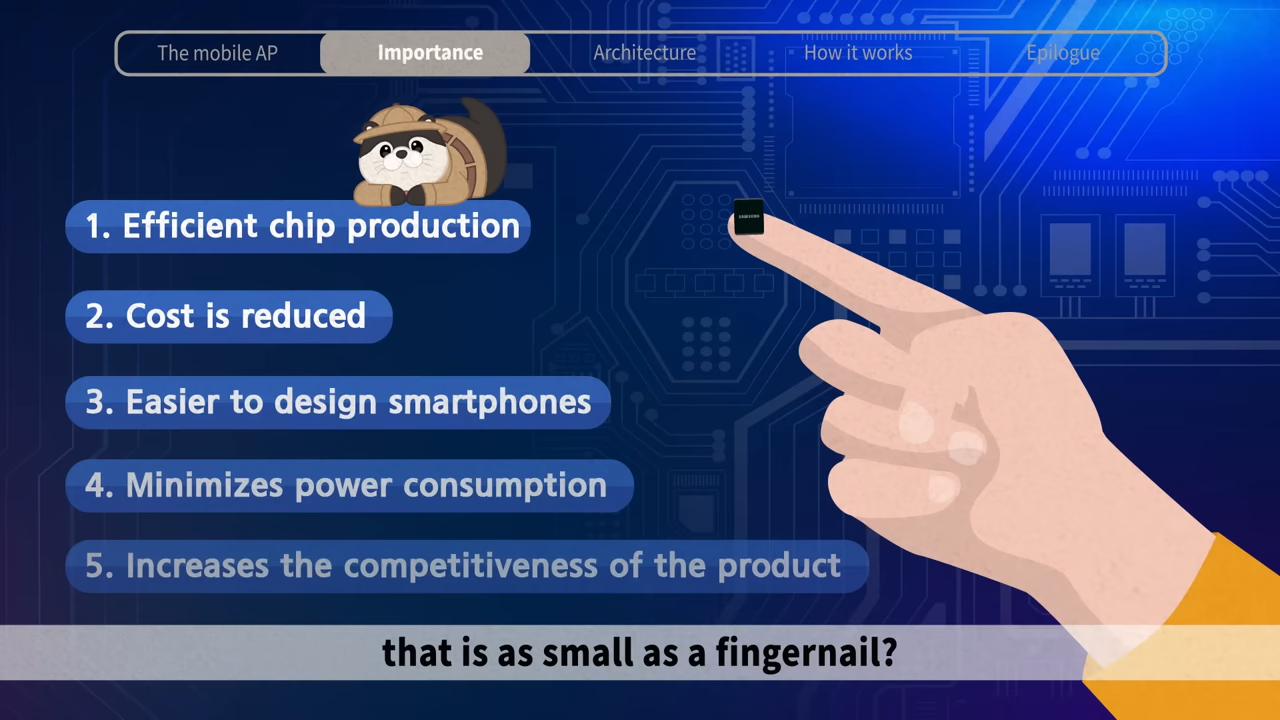 The mobile AP
Importance
Architecture
How it works
Epilogue
1. Efficient chip production
SAMSUNG
2. Cost is reduced
3. Easier to design smartphones
4. Minimizes power consumption
5. Increases the competitiveness of the product
that is as small as a fingernail?